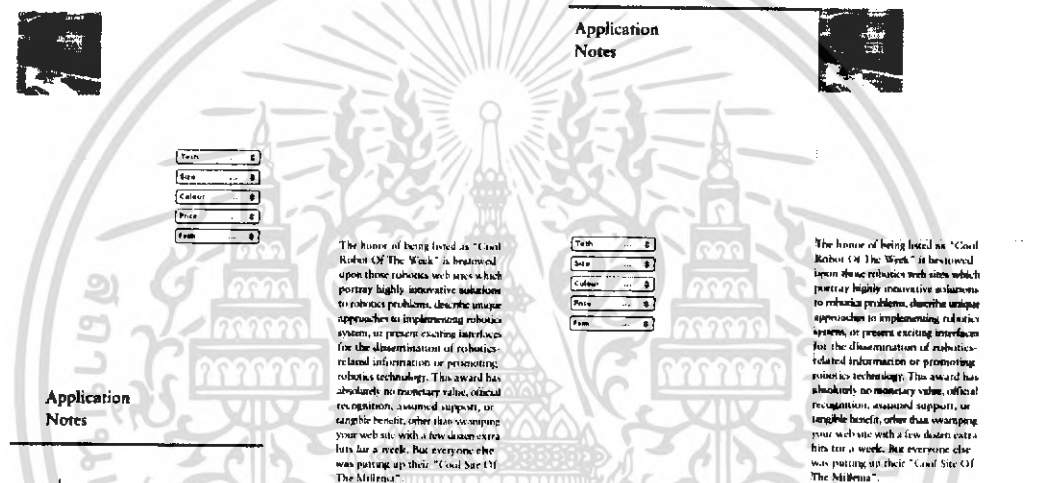 Application
Notes
Size
Colour
Price
The honor of being listed as "Cool
Robot Of The Week" is bestowed
upon those robotics web sites which
portray highly innovative solutions
to robotics problems, describe unique
approaches to implementing robotics
system, or present exciting interfaces
for the dissemination of robotics-
related information or promoting
robotics technology. This award has
absolutely no monetary value, official
recognition, assumed support, or
tangible benefit, other than swamping
your web site with a few dozen extra
hits for a week. But everyone else
was putting up their "Cool Site Of
The Millenia".
Application
Notes
Size
Colour
Price
The honor of being listed as "Cool
Robot Of The Week" is bestowed
upon those robotics web sites which
portray highly innovative solutions
to robotics problems, describe unique
approaches to implementing robotics
system, or present exciting interfaces
for the dissemination of robotics-
related information or promoting
robotics technology. This award has
absolutely no monetary value, official
recognition, assumed support, or
tangible benefit, other than swamping
your web site with a few dozen extra
hits for a week. But everyone else
was putting up their "Cool Site Of
The Millenia".